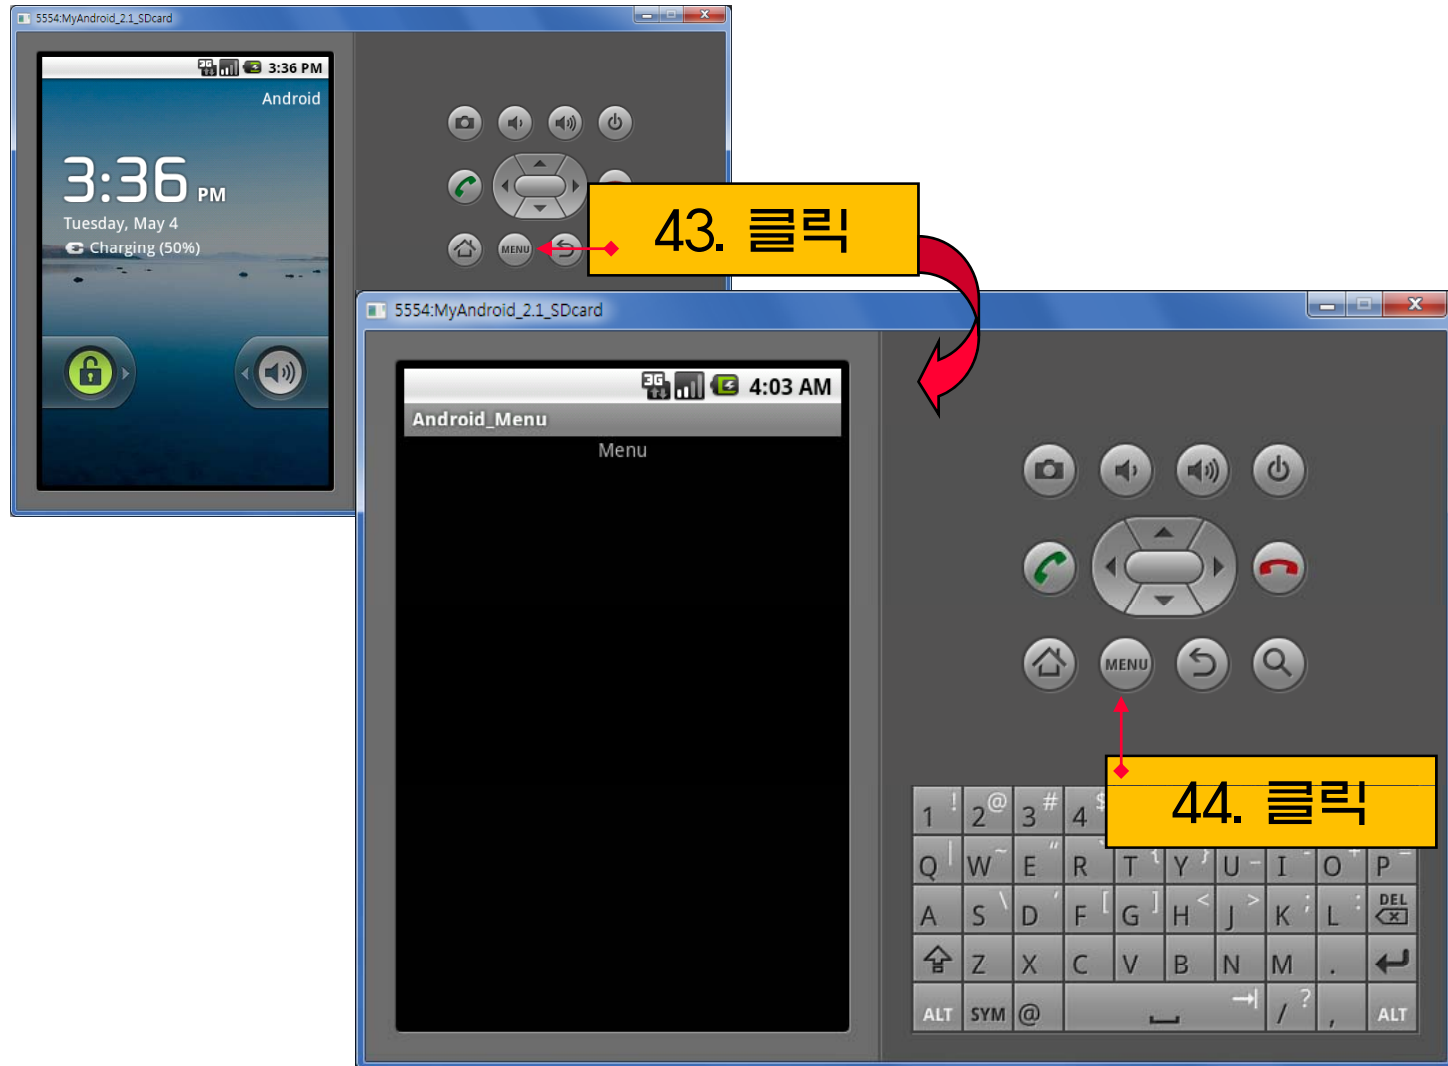 5554:MyAndroid_2.1_SDcard
3G 3:36 PM
Android
3:36 PM
Tuesday, May 4
Charging (50%)
MENU
43. 클릭
5554:MyAndroid_2.1_SDcard
3G 4:03 AM
Android_Menu
Menu
MENU
44. 클릭
1 ! 2 @ 3 # 4 $
Q | W ~ E " R ` T { Y } U _ I - O + P =
A S \ D ' F [ G ] H < J > K ; L : DEL
Z X C V B N M .
ALT SYM @ / ? , ALT